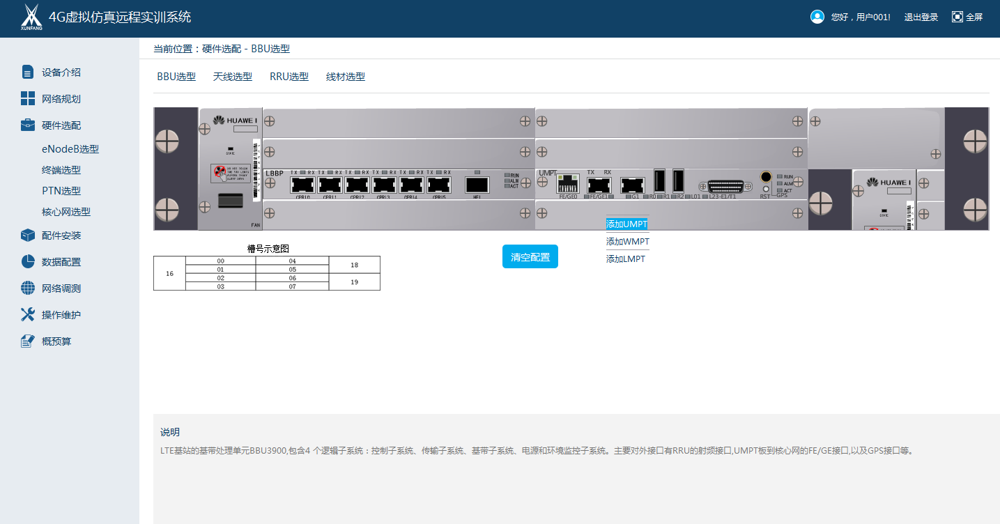 XUNFANG
4G虚拟仿真远程实训系统
您好，用户001!
退出登录
全屏
设备介绍
网络规划
硬件选配
eNodeB选型
终端选型
PTN选型
核心网选型
配件安装
数据配置
网络调测
操作维护
概预算
当前位置：硬件选配 - BBU选型
BBU选型 天线选型 RRU选型 线材选型
HUAWEI
STATE
FAN
LBBP
TX RX TX RX TX RX TX RX TX RX TX RX
CPRI0 CPRI1 CPRI2 CPRI3 CPRI4 CPRI5 HEI
RUN
ALM
ACT
UMPT
TX RX
FE/GE0 FE/GE1 G1 R0 R1 R2 L01 L23-E1/T1 RST GPS
RUN
ALM
ACT
HUAWEI
STATE
添加UMPT
添加WMPT
添加LMPT
清空配置
槽号示意图
16 00 04 18
01 05
02 06 19
03 07
说明
LTE基站的基带处理单元BBU3900,包含4 个逻辑子系统：控制子系统、传输子系统、基带子系统、电源和环境监控子系统。主要对外接口有RRU的射频接口,UMPT板到核心网的FE/GE接口,以及GPS接口等。